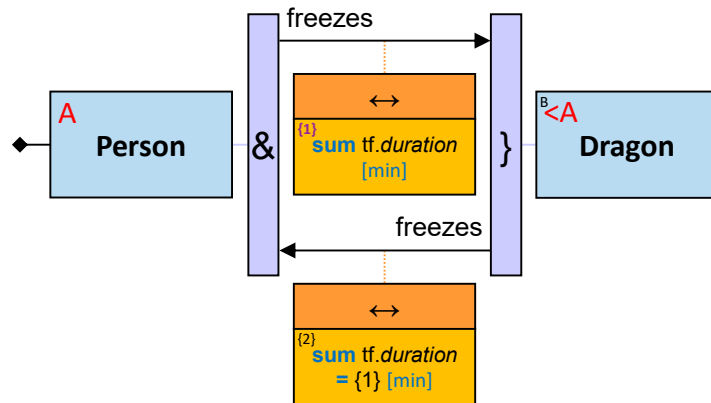 freezes
↔
A
Person
&
{1}
sum tf.duration
[min]
}
B
<A
Dragon
freezes
↔
{2}
sum tf.duration
= {1} [min]